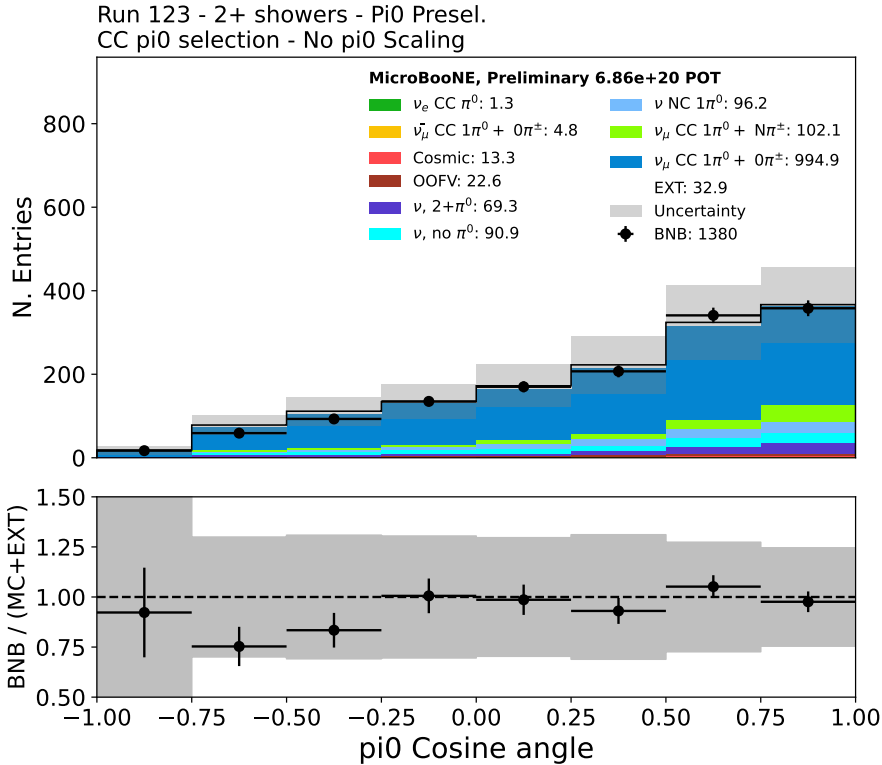 Run 123 - 2+ showers - Pi0 Presel.
CC pi0 selection - No pi0 Scaling
MicroBooNE, Preliminary 6.86e+20 POT
νₑ CC π⁰: 1.3
ν̄_μ CC 1π⁰ + 0π±: 4.8
Cosmic: 13.3
OOFV: 22.6
ν, 2+π⁰: 69.3
ν, no π⁰: 90.9
ν NC 1π⁰: 96.2
ν_μ CC 1π⁰ + Nπ±: 102.1
ν_μ CC 1π⁰ + 0π±: 994.9
EXT: 32.9
Uncertainty
BNB: 1380
N. Entries
800
600
400
200
0
BNB / (MC+EXT)
1.50
1.25
1.00
0.75
0.50
−1.00 −0.75 −0.50 −0.25 0.00 0.25 0.50 0.75 1.00
pi0 Cosine angle